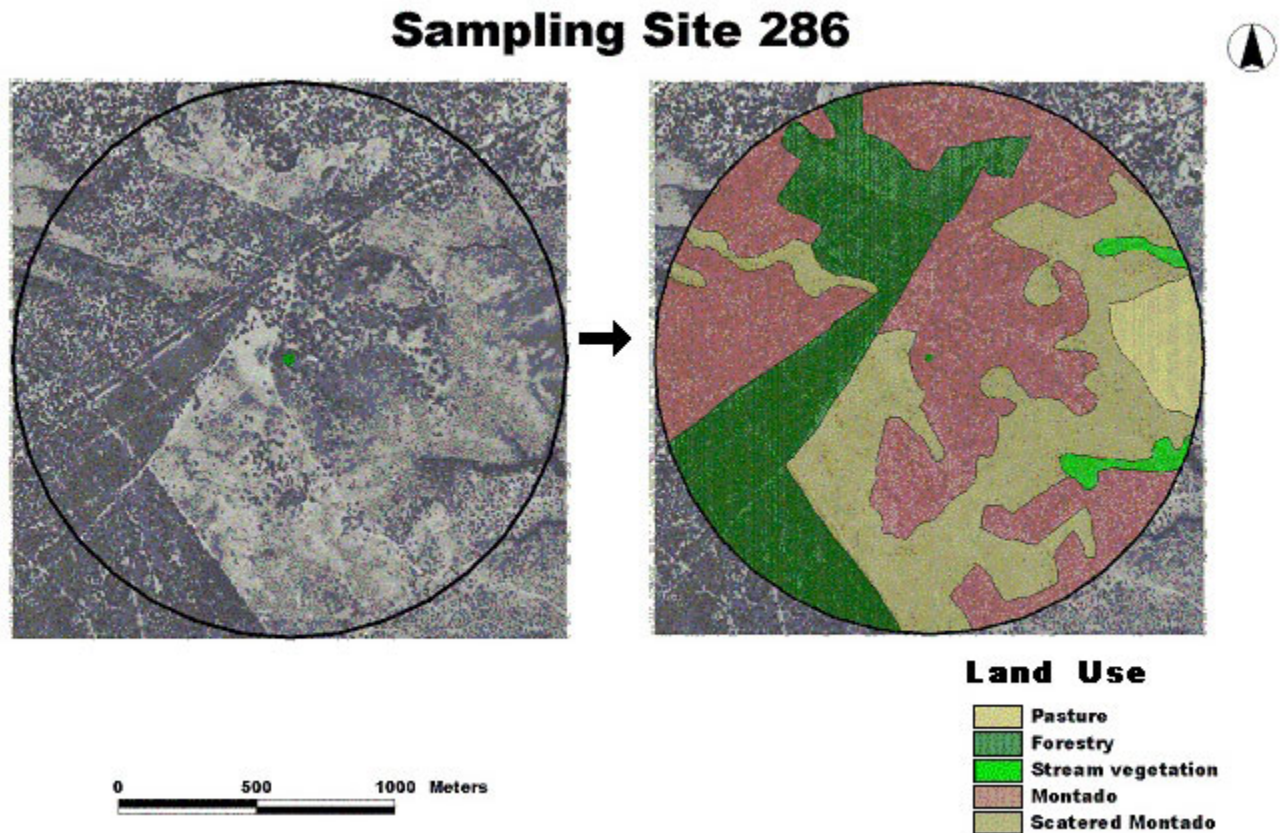 Sampling Site 286
Land Use
Pasture
Forestry
Stream vegetation
Montado
Scatered Montado
0 500 1000 Meters